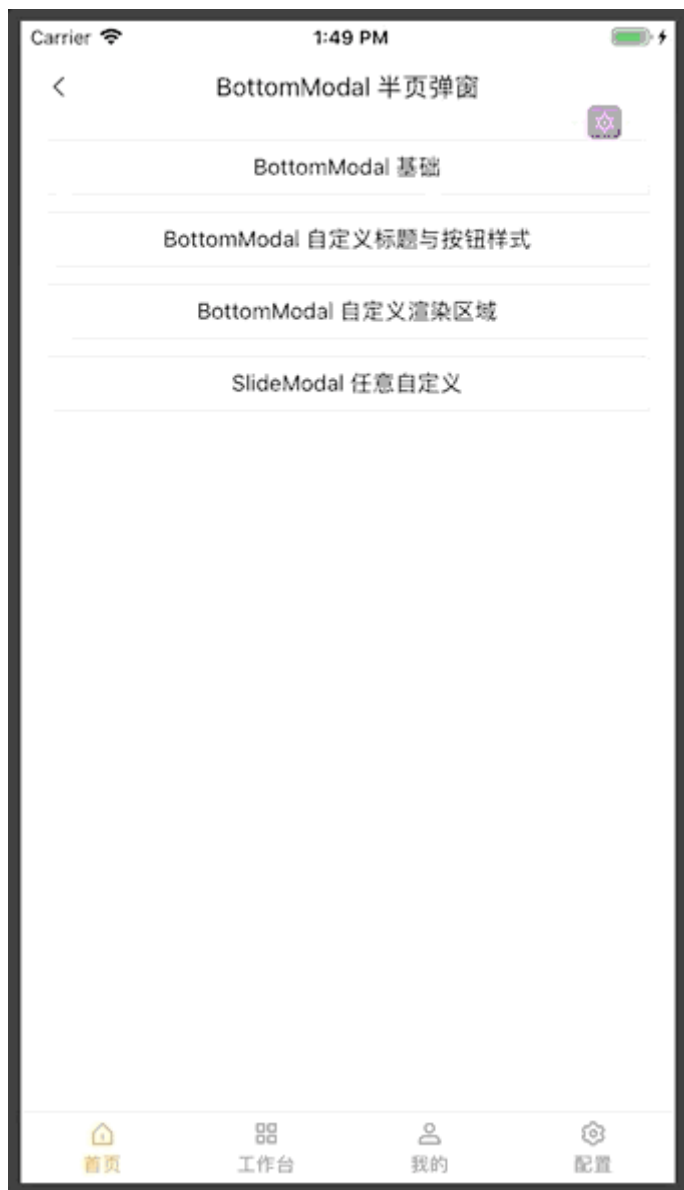 Carrier 1:49 PM
BottomModal 半页弹窗
BottomModal 基础
BottomModal 自定义标题与按钮样式
BottomModal 自定义渲染区域
SlideModal 任意自定义
首页 工作台 我的 配置